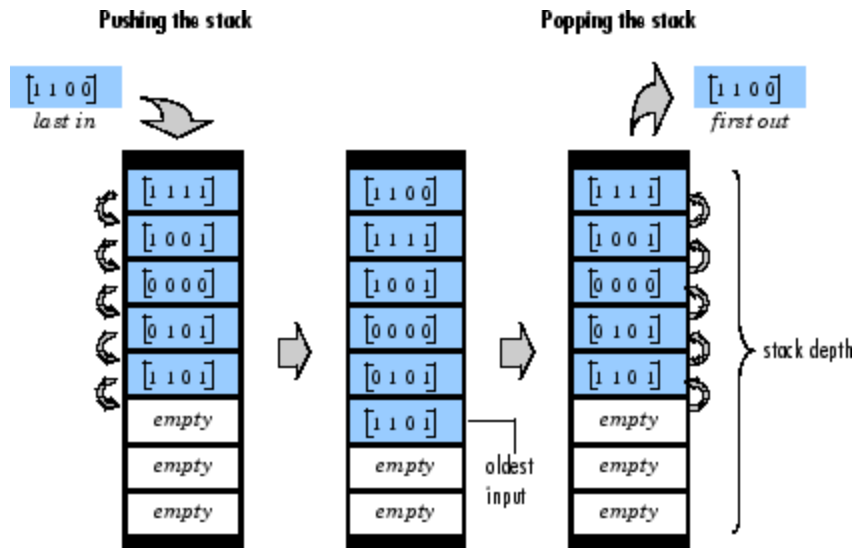 Pushing the stack
Popping the stack
[1 1 0 0]
last in
[1 1 0 0]
first out
[1 1 1 1]
[1 0 0 1]
[0 0 0 0]
[0 1 0 1]
[1 1 0 1]
empty
empty
empty
[1 1 0 0]
[1 1 1 1]
[1 0 0 1]
[0 0 0 0]
[0 1 0 1]
[1 1 0 1]
empty
empty
oldest
input
[1 1 1 1]
[1 0 0 1]
[0 0 0 0]
[0 1 0 1]
[1 1 0 1]
empty
empty
empty
stack depth